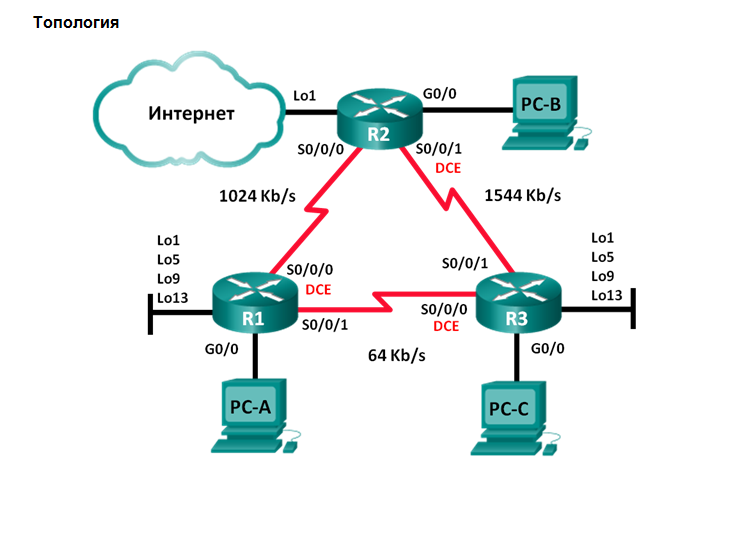 Топология
Интернет
Lo1
G0/0
PC-B
R2
S0/0/0
S0/0/1
DCE
1024 Kb/s
1544 Kb/s
Lo1
Lo5
Lo9
Lo13
Lo1
Lo5
Lo9
Lo13
S0/0/0
DCE
S0/0/1
R1
S0/0/1
S0/0/0
DCE
R3
G0/0
64 Kb/s
G0/0
PC-A
PC-C